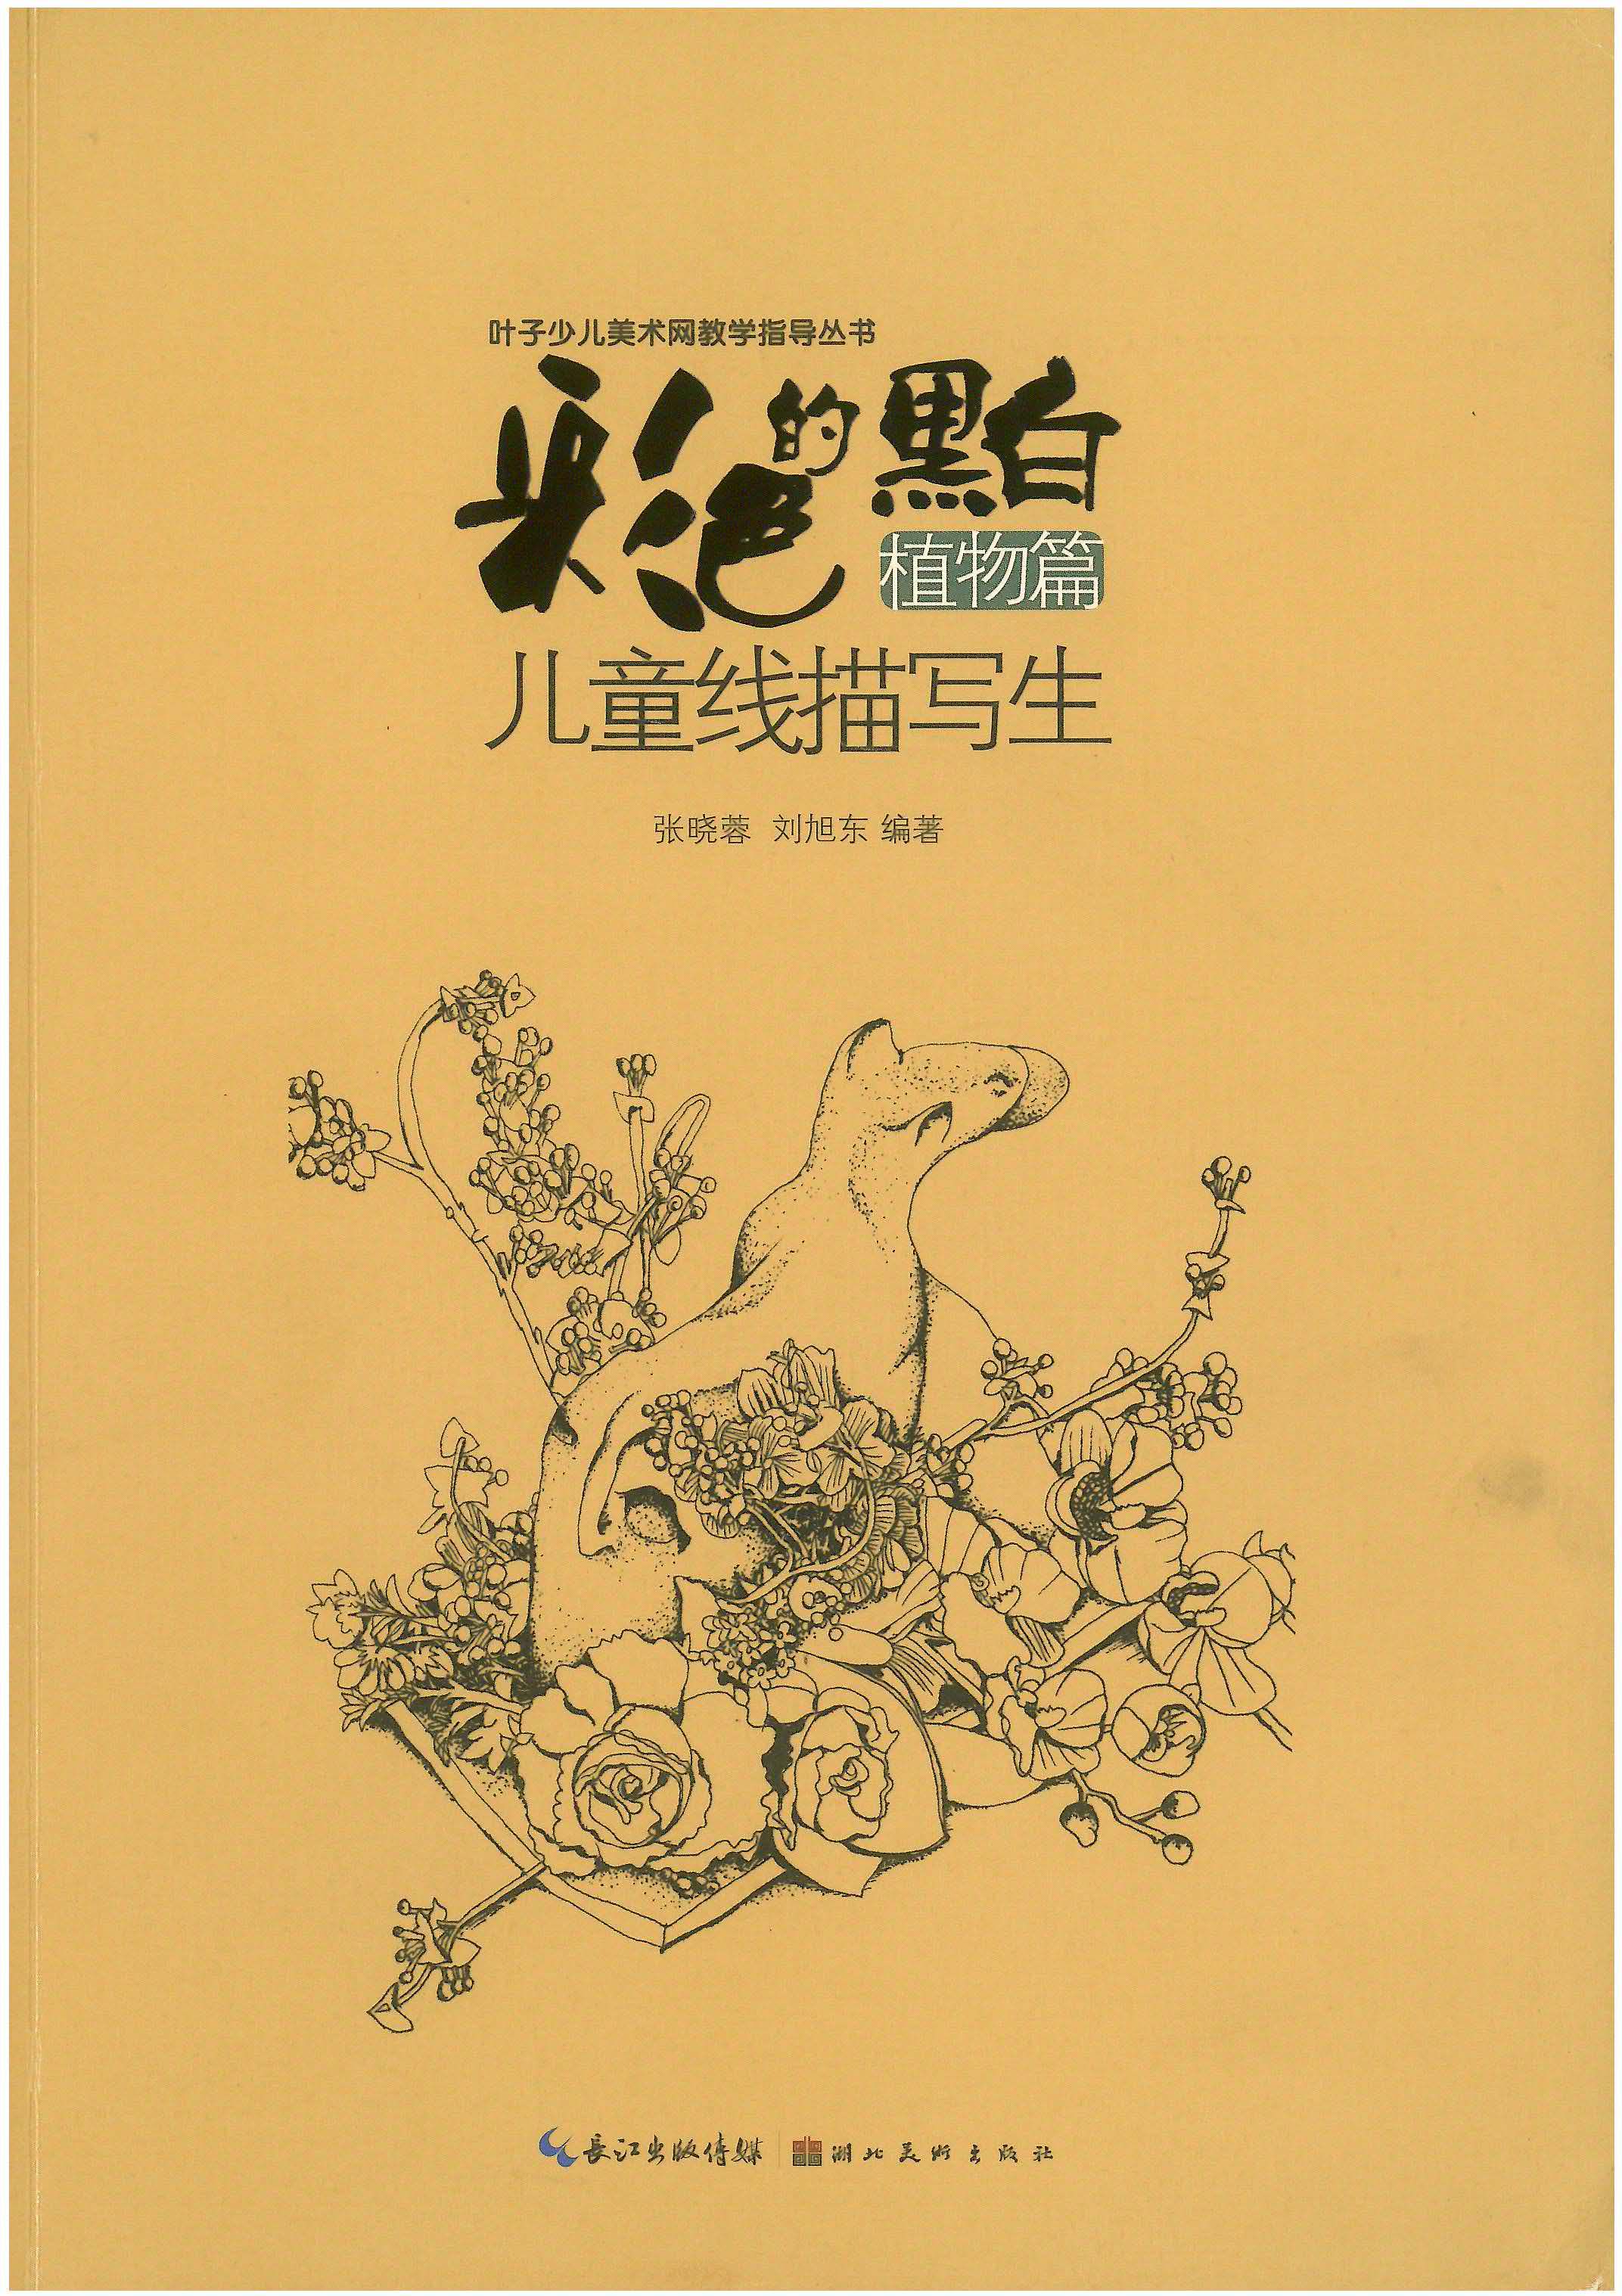 叶子少儿美术网教学指导丛书
彩色的黑白
植物篇
儿童线描写生
张晓蓉 刘旭东 编著
長江出版传媒 湖北美术出版社